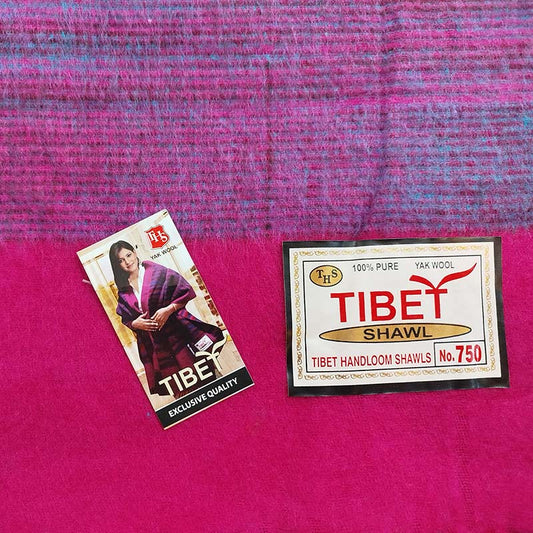 THS
YAK WOOL
TIBET
EXCLUSIVE QUALITY
THS
100% PURE YAK WOOL
TIBET
SHAWL
TIBET HANDLOOM SHAWLS No. 750